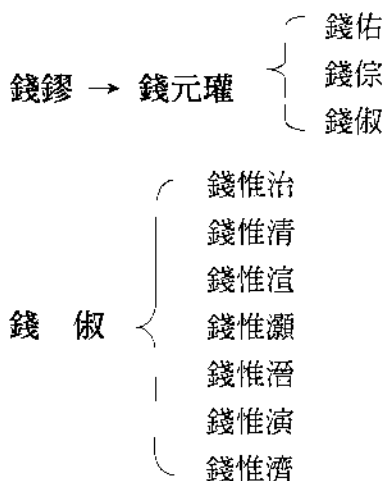 錢佑
錢鏐 → 錢元瓘 錢倧
錢俶
錢惟治
錢惟清
錢惟渲
錢 俶 錢惟灝
錢惟溍
錢惟演
錢惟濟